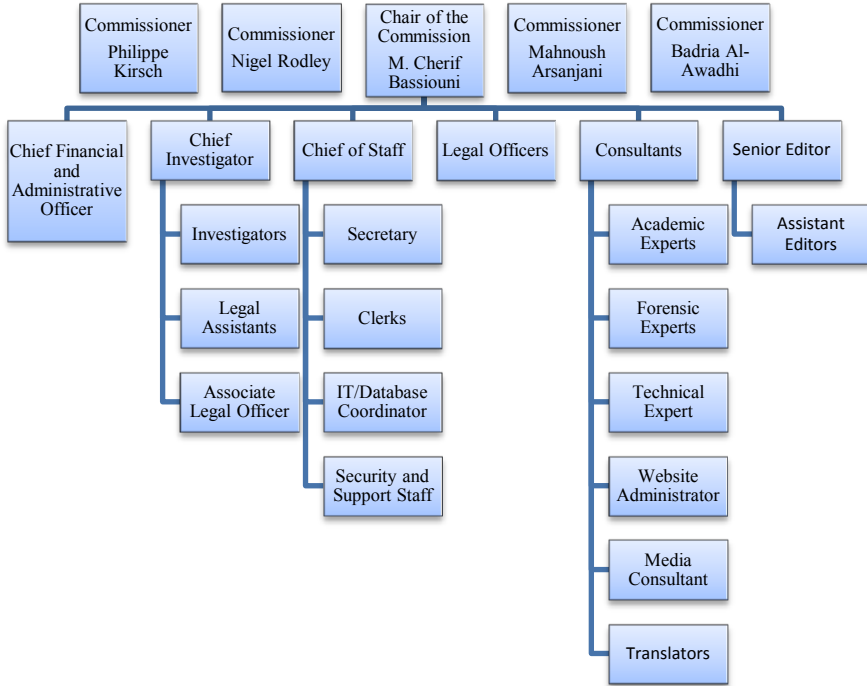 Commissioner
Philippe
Kirsch
Commissioner
Nigel Rodley
Chair of the
Commission
M. Cherif
Bassiouni
Commissioner
Mahnoush
Arsanjani
Commissioner
Badria Al-
Awadhi
Chief Financial
and
Administrative
Officer
Chief
Investigator
Chief of Staff
Legal Officers
Consultants
Senior Editor
Investigators
Legal
Assistants
Associate
Legal Officer
Secretary
Clerks
IT/Database
Coordinator
Security and
Support Staff
Academic
Experts
Forensic
Experts
Technical
Expert
Website
Administrator
Media
Consultant
Translators
Assistant
Editors